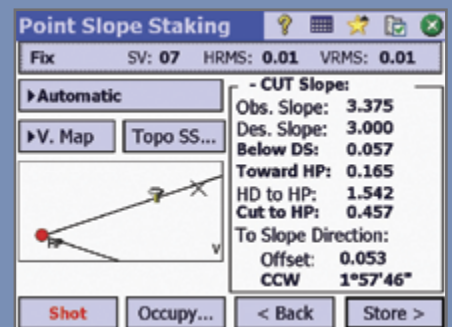 Point Slope Staking
Fix SV: 07 HRMS: 0.01 VRMS: 0.01
▸Automatic
▸V. Map Topo SS...
HP
V
- CUT Slope:
Obs. Slope: 3.375
Des. Slope: 3.000
Below DS: 0.057
Toward HP: 0.165
HD to HP: 1.542
Cut to HP: 0.457
To Slope Direction:
Offset: 0.053
CCW 1°57'46"
Shot Occupy... < Back Store >